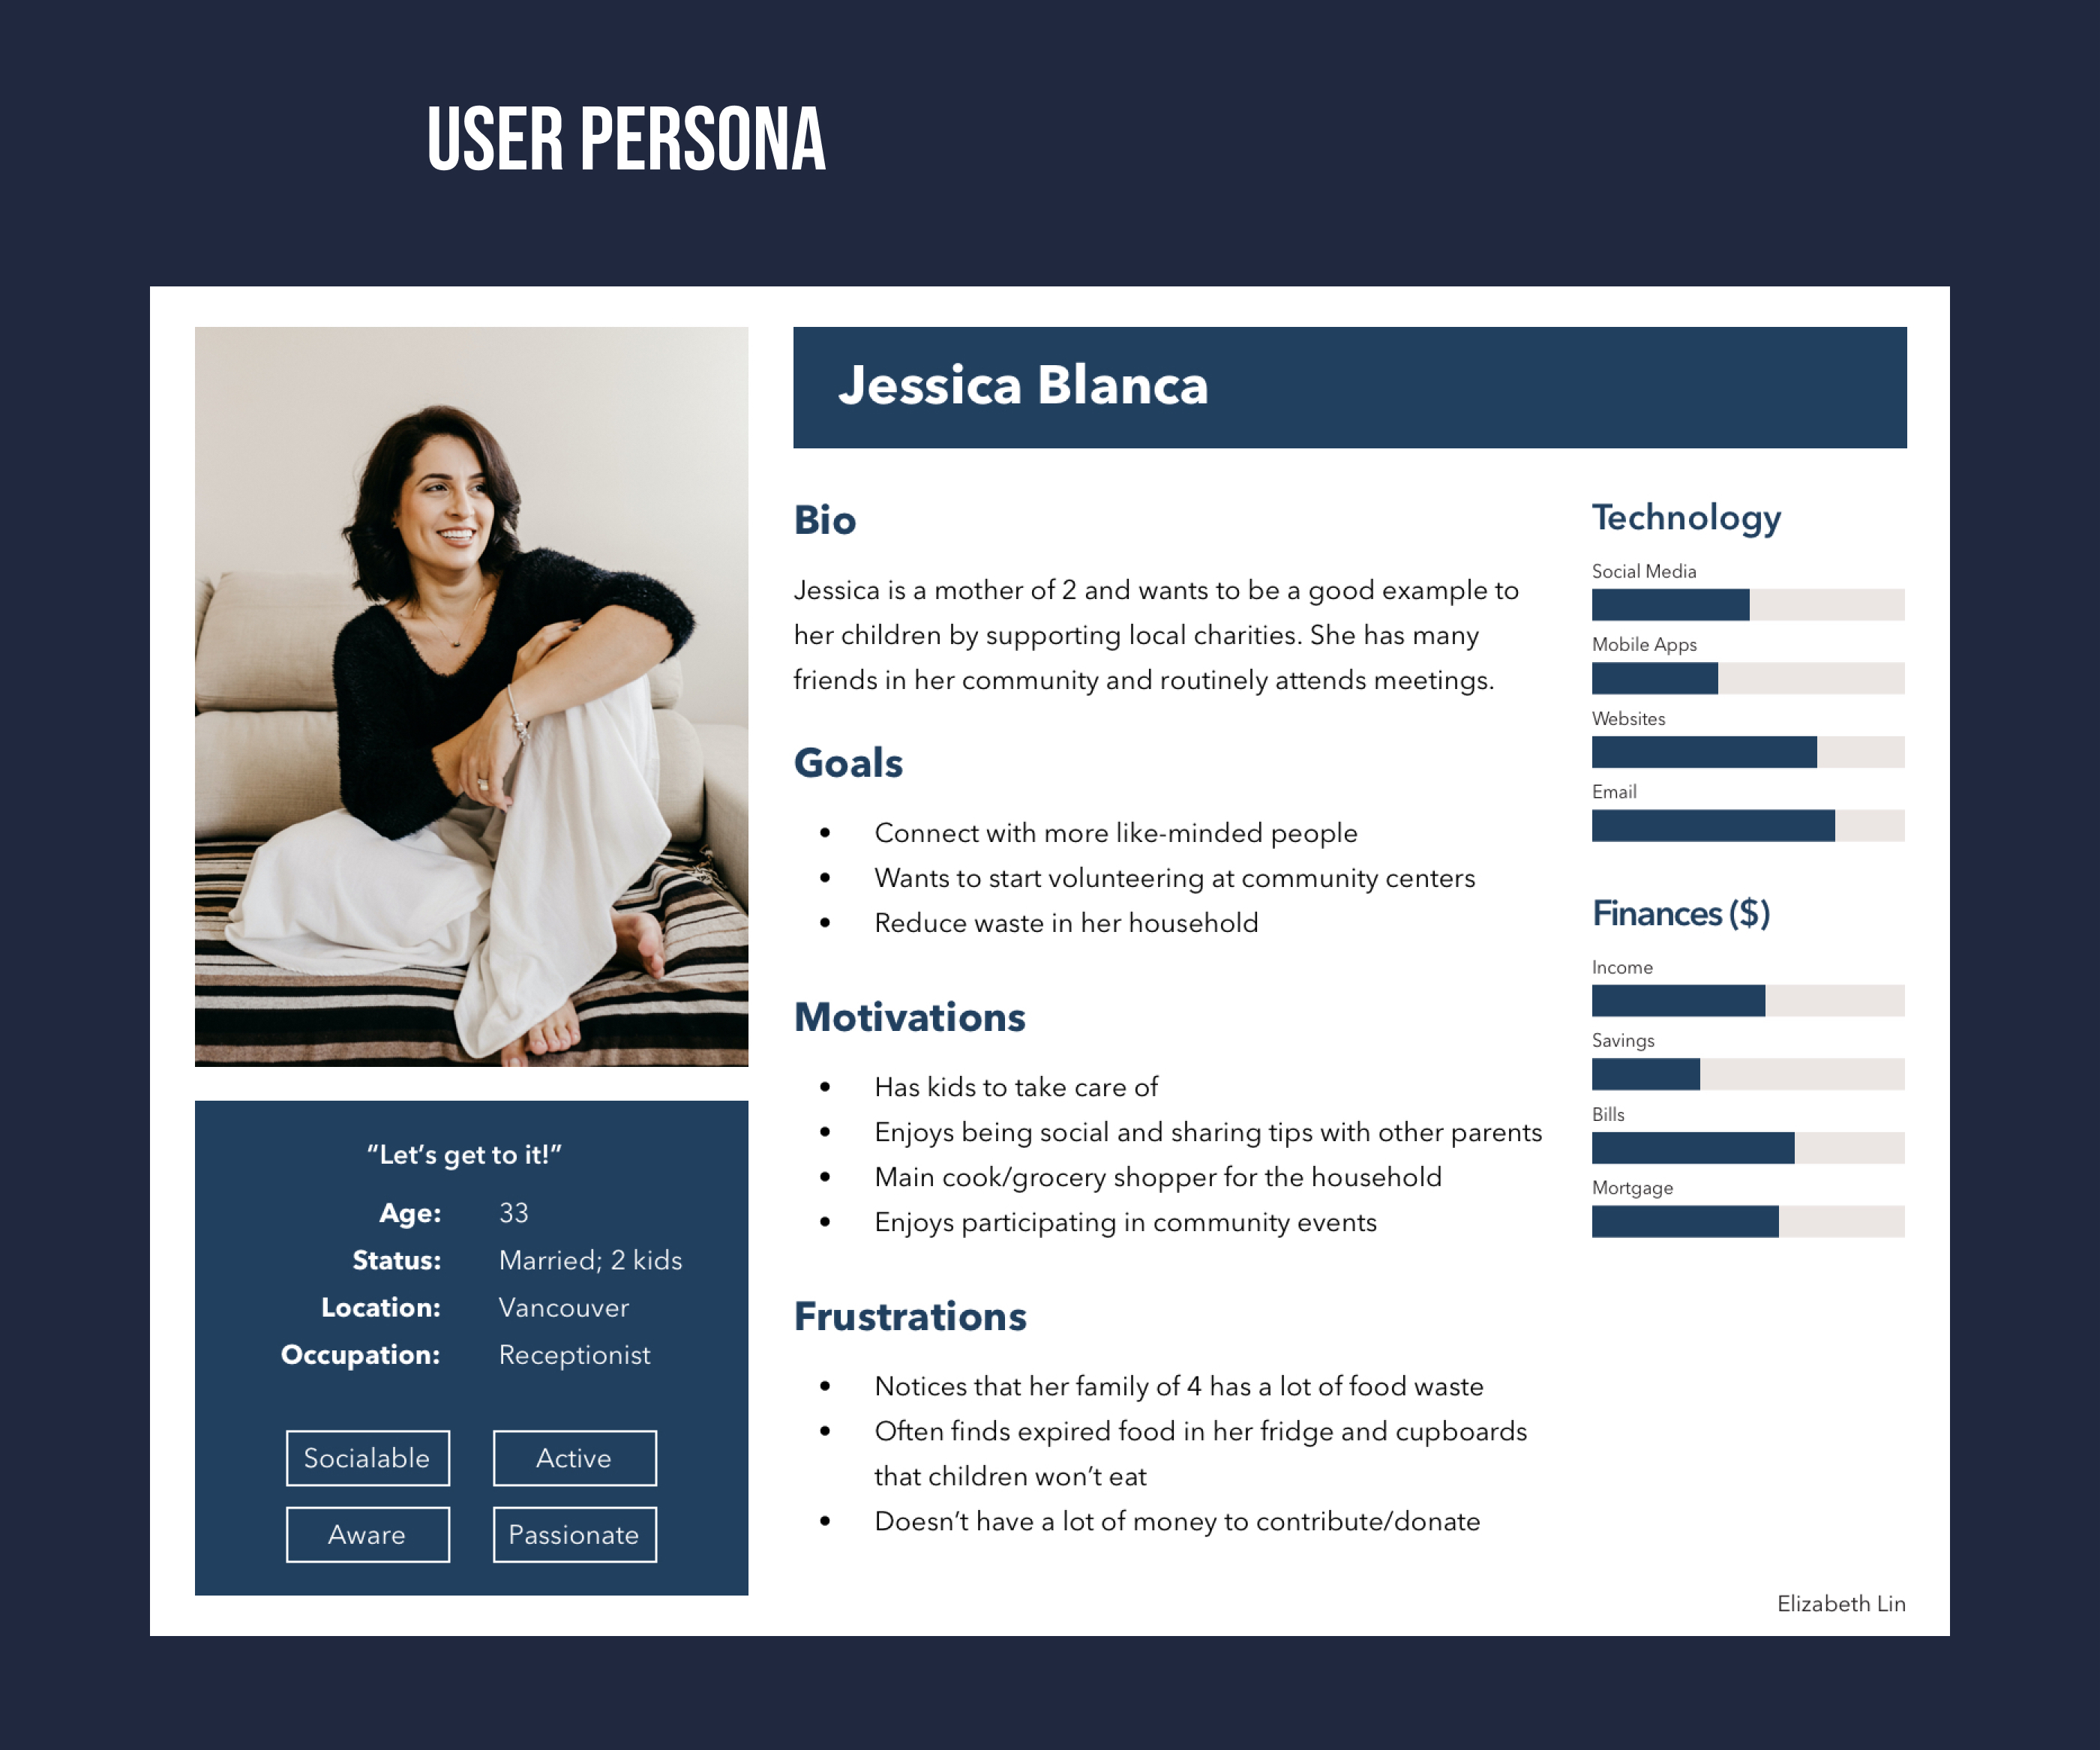 USER PERSONA
Jessica Blanca
“Let’s get to it!”
Age: 33
Status: Married; 2 kids
Location: Vancouver
Occupation: Receptionist
Socialable Active
Aware Passionate
Bio
Jessica is a mother of 2 and wants to be a good example to
her children by supporting local charities. She has many
friends in her community and routinely attends meetings.
Goals
• Connect with more like-minded people
• Wants to start volunteering at community centers
• Reduce waste in her household
Motivations
• Has kids to take care of
• Enjoys being social and sharing tips with other parents
• Main cook/grocery shopper for the household
• Enjoys participating in community events
Frustrations
• Notices that her family of 4 has a lot of food waste
• Often finds expired food in her fridge and cupboards
that children won’t eat
• Doesn’t have a lot of money to contribute/donate
Technology
Social Media
Mobile Apps
Websites
Email
Finances ($)
Income
Savings
Bills
Mortgage
Elizabeth Lin